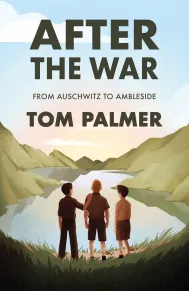 AFTER
THE WAR
FROM AUSCHWITZ TO AMBLESIDE
TOM PALMER